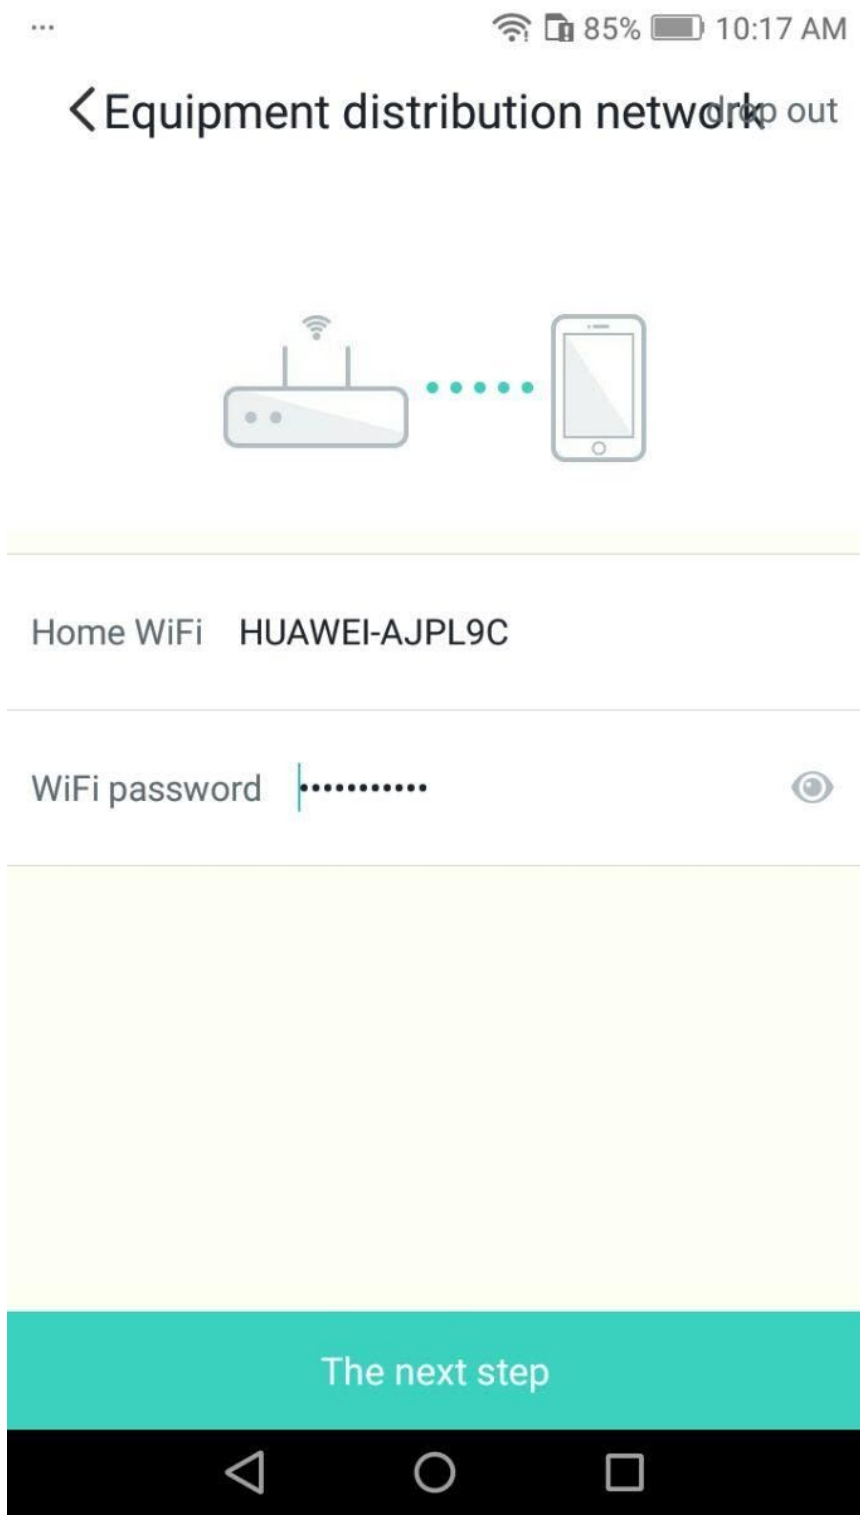 ... 85% 10:17 AM
Equipment distribution network drop out
Home WiFi HUAWEI-AJPL9C
WiFi password •••••••••••
The next step